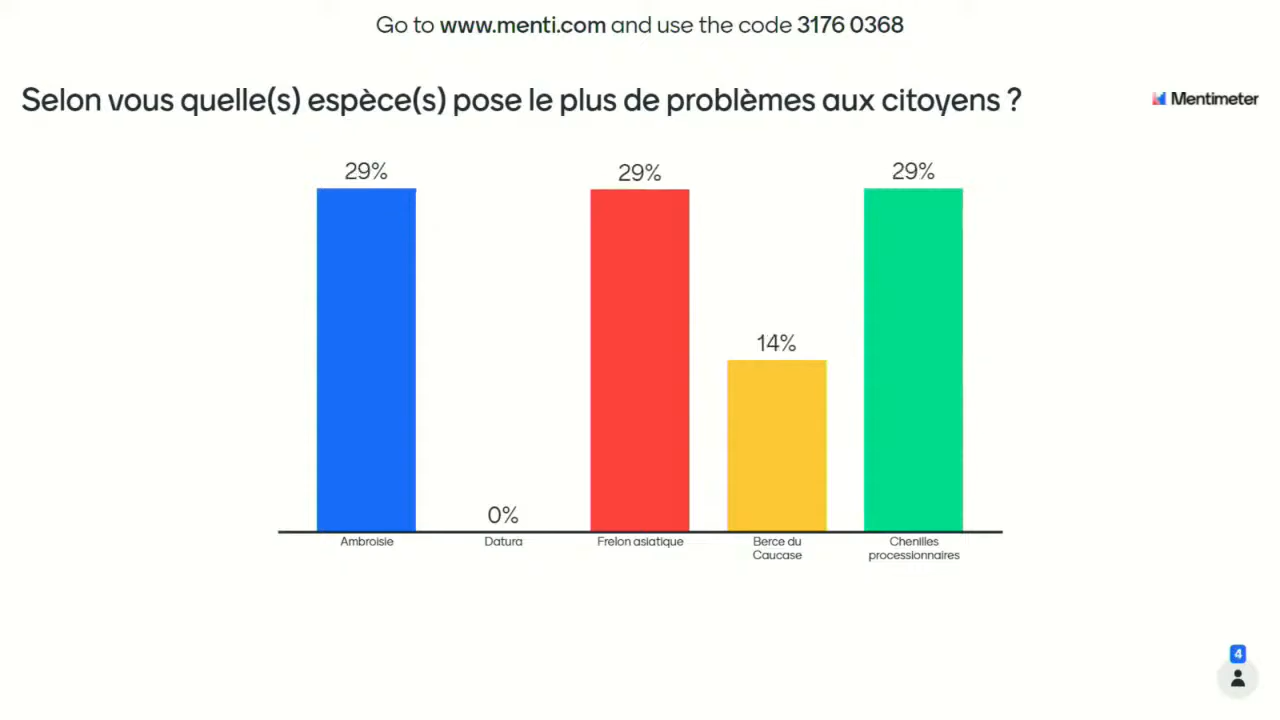 Go to www.menti.com and use the code 3176 0368
Selon vous quelle(s) espèce(s) pose le plus de problèmes aux citoyens ?
Mentimeter
29%
0%
29%
14%
29%
Ambroisie
Datura
Frelon asiatique
Berce du
Caucase
Chenilles
processionnaires
4